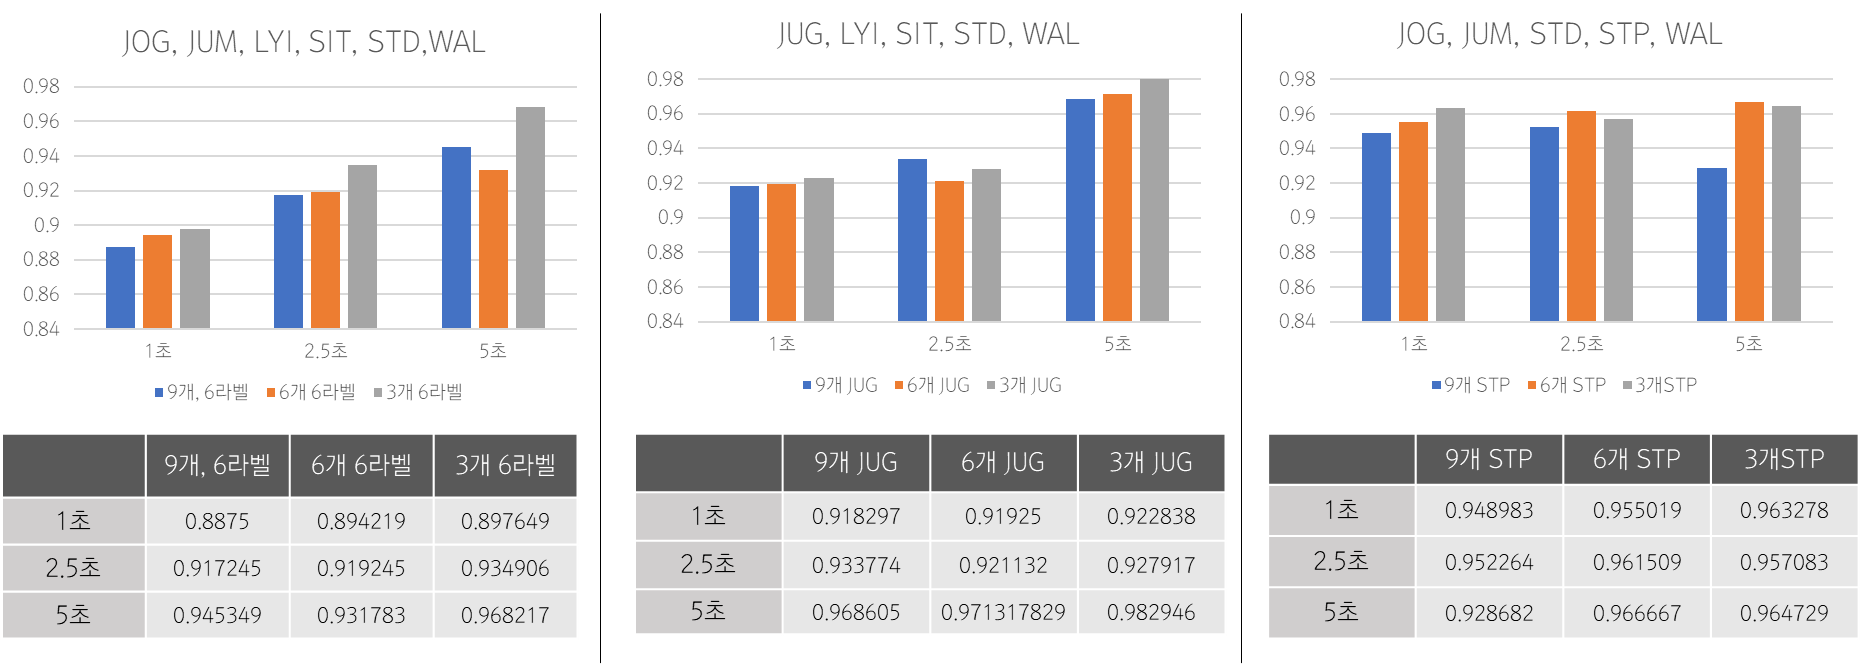 JOG, JUM, LYI, SIT, STD,WAL
0.98
0.96
0.94
0.92
0.9
0.88
0.86
0.84
1초 2.5초 5초
9개, 6라벨 6개 6라벨 3개 6라벨
9개, 6라벨 6개 6라벨 3개 6라벨
1초 0.8875 0.894219 0.897649
2.5초 0.917245 0.919245 0.934906
5초 0.945349 0.931783 0.968217
JUG, LYI, SIT, STD, WAL
0.98
0.96
0.94
0.92
0.9
0.88
0.86
0.84
1초 2.5초 5초
9개 JUG 6개 JUG 3개 JUG
9개 JUG 6개 JUG 3개 JUG
1초 0.918297 0.91925 0.922838
2.5초 0.933774 0.921132 0.927917
5초 0.968605 0.971317829 0.982946
JOG, JUM, STD, STP, WAL
0.98
0.96
0.94
0.92
0.9
0.88
0.86
0.84
1초 2.5초 5초
9개 STP 6개 STP 3개STP
9개 STP 6개 STP 3개STP
1초 0.948983 0.955019 0.963278
2.5초 0.952264 0.961509 0.957083
5초 0.928682 0.966667 0.964729